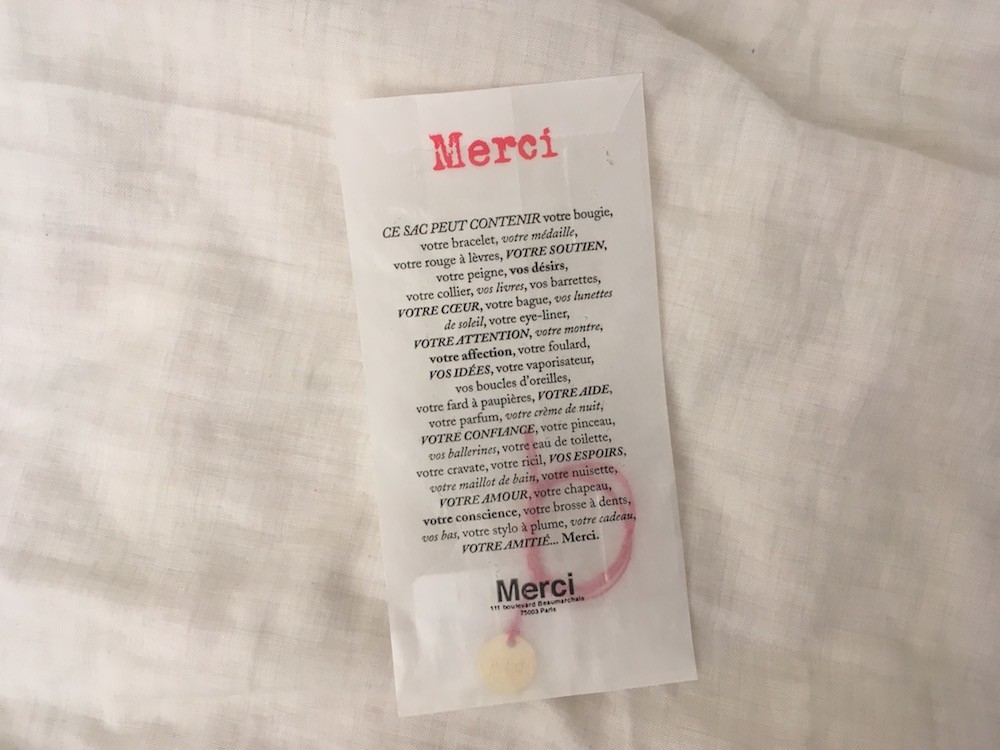 Merci
CE SAC PEUT CONTENIR votre bougie,
votre bracelet, votre médaille,
votre rouge à lèvres, VOTRE SOUTIEN,
votre peigne, vos désirs,
votre collier, vos livres, vos barrettes,
VOTRE CŒUR, votre bague, vos lunettes
de soleil, votre eye-liner,
VOTRE ATTENTION, votre montre,
votre affection, votre foulard,
VOS IDÉES, votre vaporisateur,
vos boucles d'oreilles,
votre fard à paupières, VOTRE AIDE,
votre parfum, votre crème de nuit,
VOTRE CONFIANCE, votre pinceau,
vos ballerines, votre eau de toilette,
votre cravate, votre ricil, VOS ESPOIRS,
votre maillot de bain, votre nuisette,
VOTRE AMOUR, votre chapeau,
votre conscience, votre brosse à dents,
vos bas, votre stylo à plume, votre cadeau,
VOTRE AMITIÉ... Merci.
Merci
111 boulevard Beaumarchais
75003 Paris